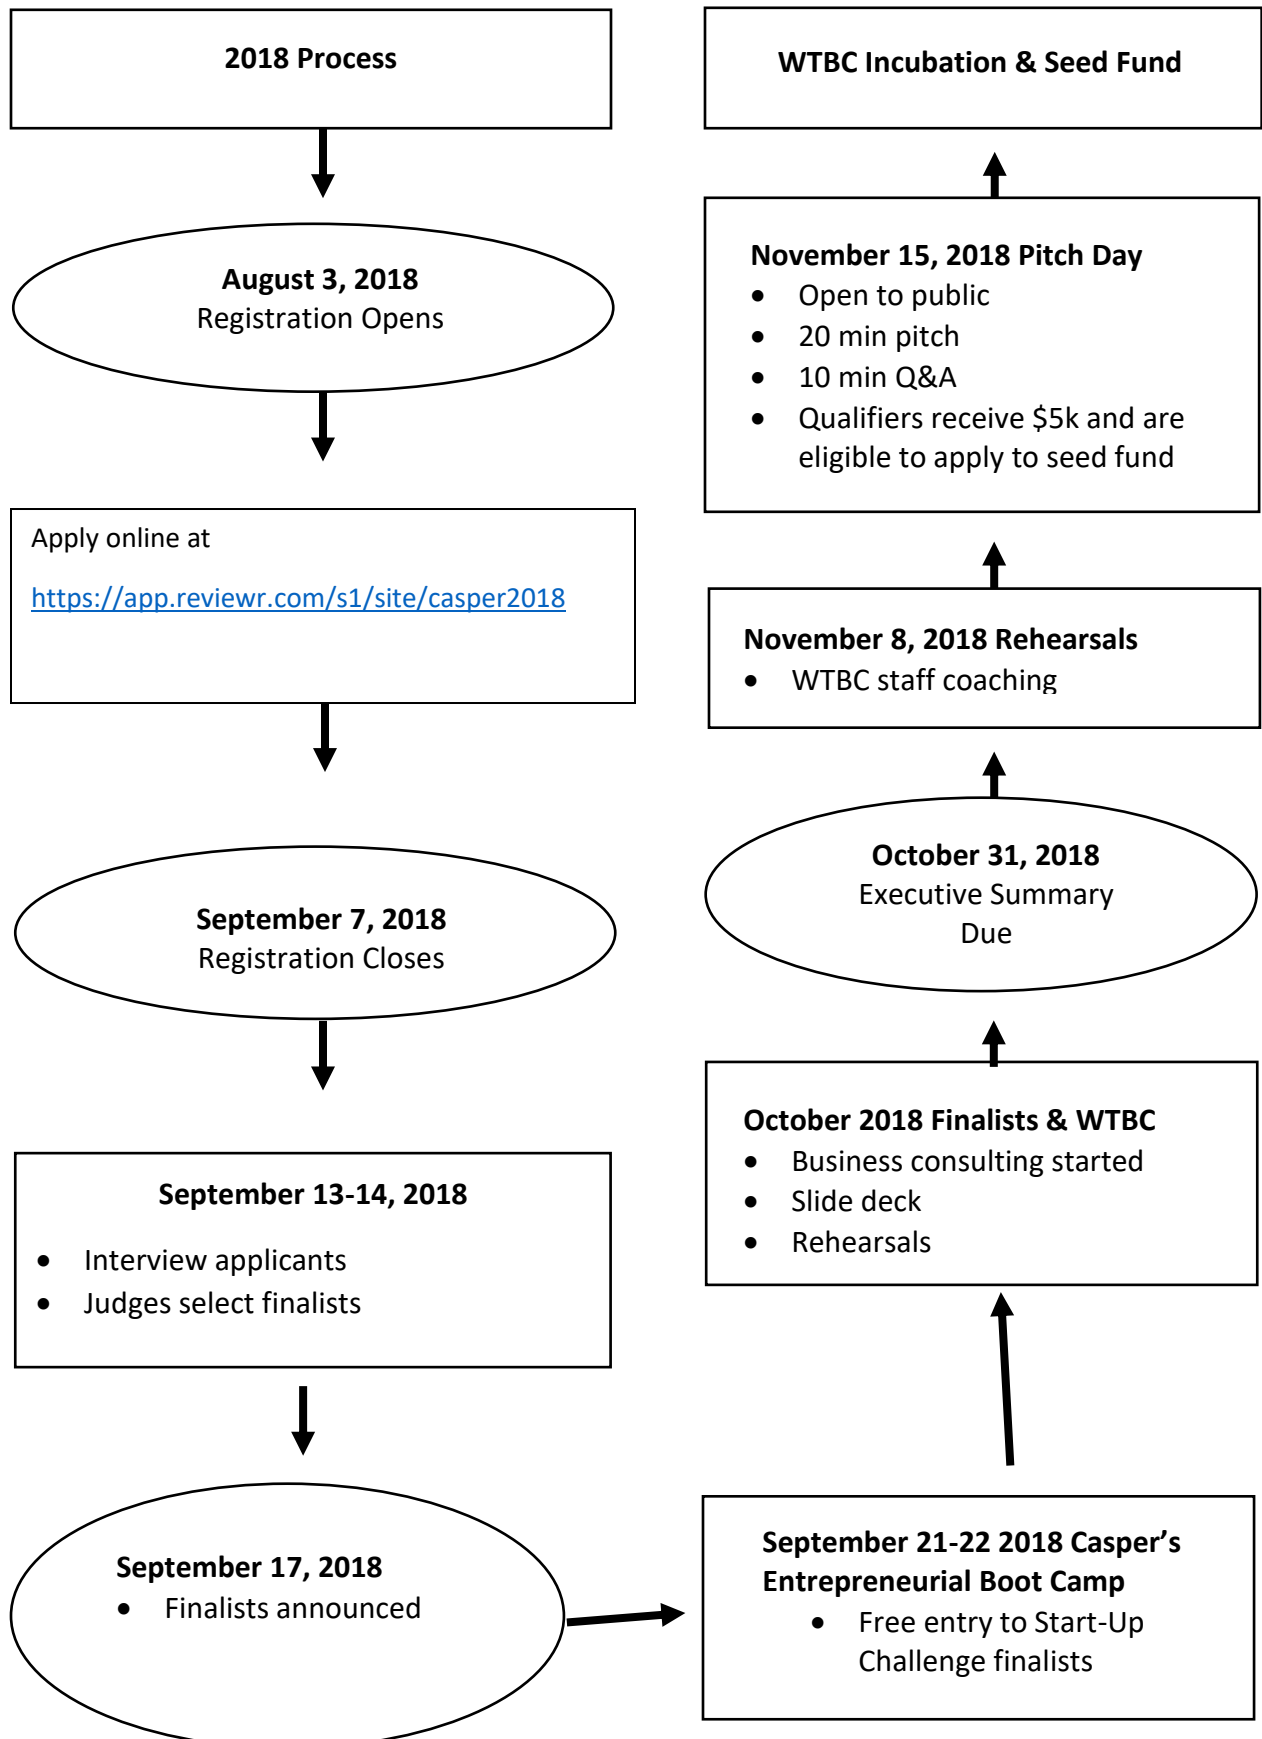 2018 Process
August 3, 2018
Registration Opens
Apply online at
https://app.reviewr.com/s1/site/casper2018
September 7, 2018
Registration Closes
September 13-14, 2018
• Interview applicants
• Judges select finalists
September 17, 2018
• Finalists announced
September 21-22 2018 Casper’s
Entrepreneurial Boot Camp
• Free entry to Start-Up
Challenge finalists
October 2018 Finalists & WTBC
• Business consulting started
• Slide deck
• Rehearsals
October 31, 2018
Executive Summary
Due
November 8, 2018 Rehearsals
• WTBC staff coaching
November 15, 2018 Pitch Day
• Open to public
• 20 min pitch
• 10 min Q&A
• Qualifiers receive $5k and are
eligible to apply to seed fund
WTBC Incubation & Seed Fund